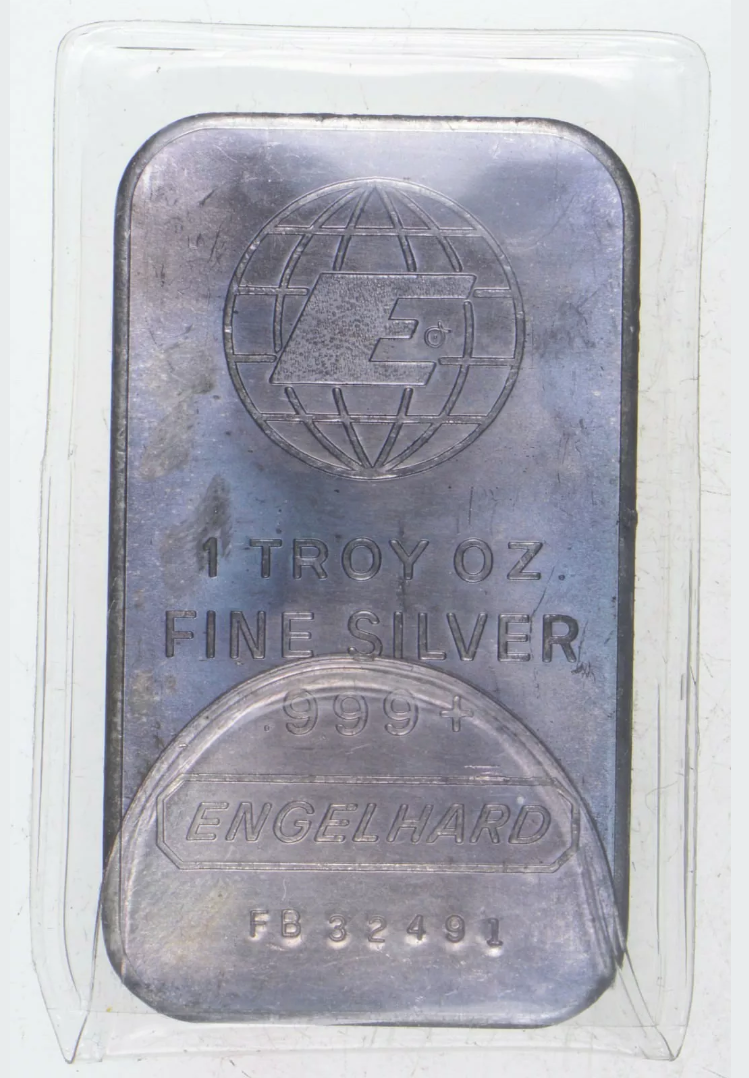 E
1 TROY OZ
FINE SILVER
.999+
ENGELHARD
FB 32491